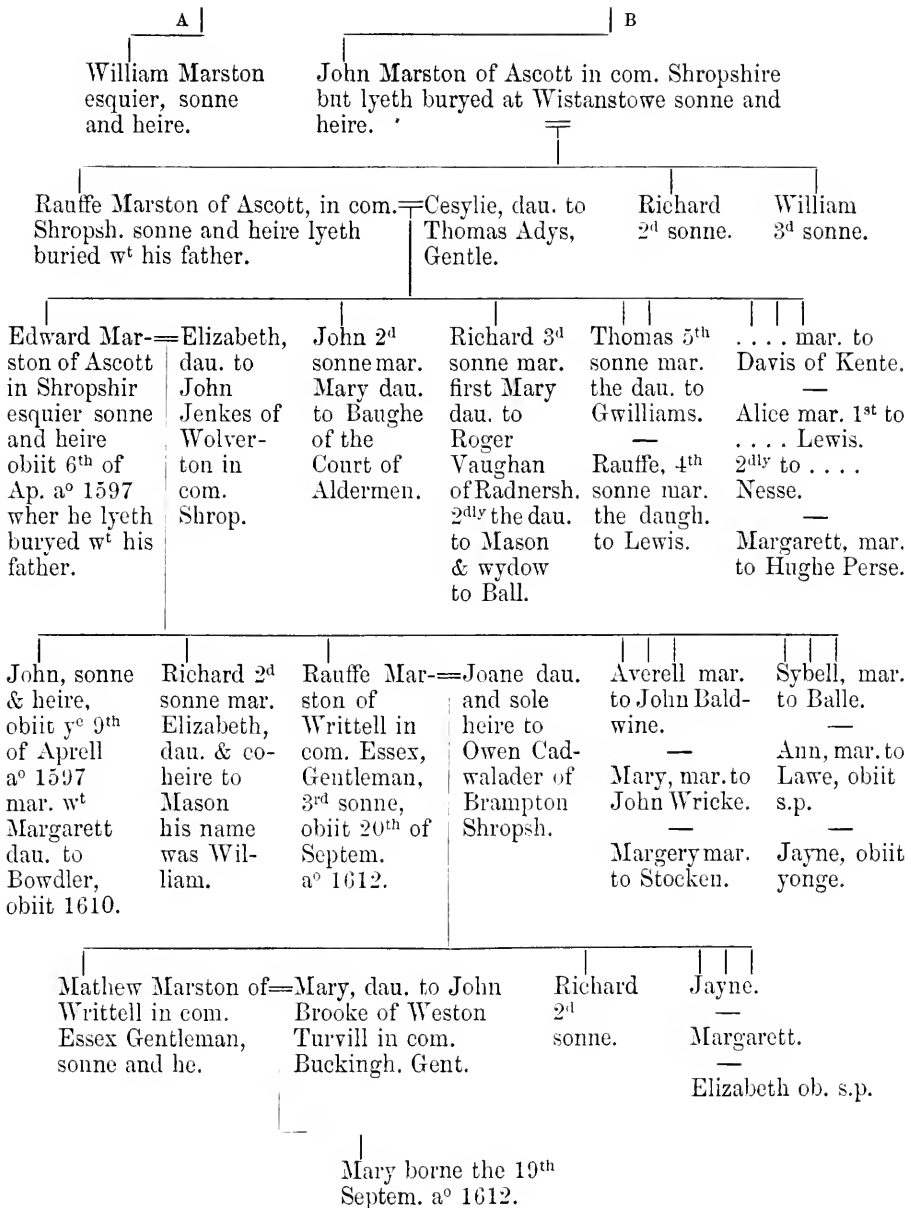 A
B
William Marston
esquier, sonne
and heire.
John Marston of Ascott in com. Shropshire
but lyeth buryed at Wistanstowe sonne and
heire.
Rauffe Marston of Ascott, in com.
Shropsh. sonne and heire lyeth
buried wt his father.
Cesylie, dau. to
Thomas Adys,
Gentle.
Richard
2d sonne.
William
3d sonne.
Edward Mar-
ston of Ascott
in Shropshir
esquier sonne
and heire
obiit 6th of
Ap. ao 1597
wher he lyeth
buryed wt his
father.
Elizabeth,
dau. to
John
Jenkes of
Wolver-
ton in
com.
Shrop.
John 2d
sonne mar.
Mary dau.
to Baughe
of the
Court of
Aldermen.
Richard 3d
sonne mar.
first Mary
dau. to
Roger
Vaughan
of Radnersh.
2dly the dau.
to Mason
& wydow
to Ball.
Thomas 5th
sonne mar.
the dau. to
Gwilliams.
—
Rauffe, 4th
sonne mar.
the daugh.
to Lewis.
. . . . mar. to
Davis of Kente.
—
Alice mar. 1st to
. . . . Lewis.
2dly to . . . .
Nesse.
—
Margarett, mar.
to Hughe Perse.
John, sonne
& heire,
obiit ye 9th
of Aprell
ao 1597
mar. wt
Margarett
dau. to
Bowdler,
obiit 1610.
Richard 2d
sonne mar.
Elizabeth,
dau. & co-
heire to
Mason
his name
was Wil-
liam.
Rauffe Mar-
ston of
Writtell in
com. Essex,
Gentleman,
3rd sonne,
obiit 20th of
Septem.
ao 1612.
Joane dau.
and sole
heire to
Owen Cad-
walader of
Brampton
Shropsh.
Averell mar.
to John Bald-
wine.
—
Mary, mar. to
John Wricke.
—
Margery mar.
to Stocken.
Sybell, mar.
to Balle.
—
Ann, mar. to
Lawe, obiit
s.p.
—
Jayne, obiit
yonge.
Mathew Marston of
Writtell in com.
Essex Gentleman,
sonne and he.
Mary, dau. to John
Brooke of Weston
Turvill in com.
Buckingh. Gent.
Richard
2d
sonne.
Jayne.
—
Margarett.
—
Elizabeth ob. s.p.
Mary borne the 19th
Septem. ao 1612.